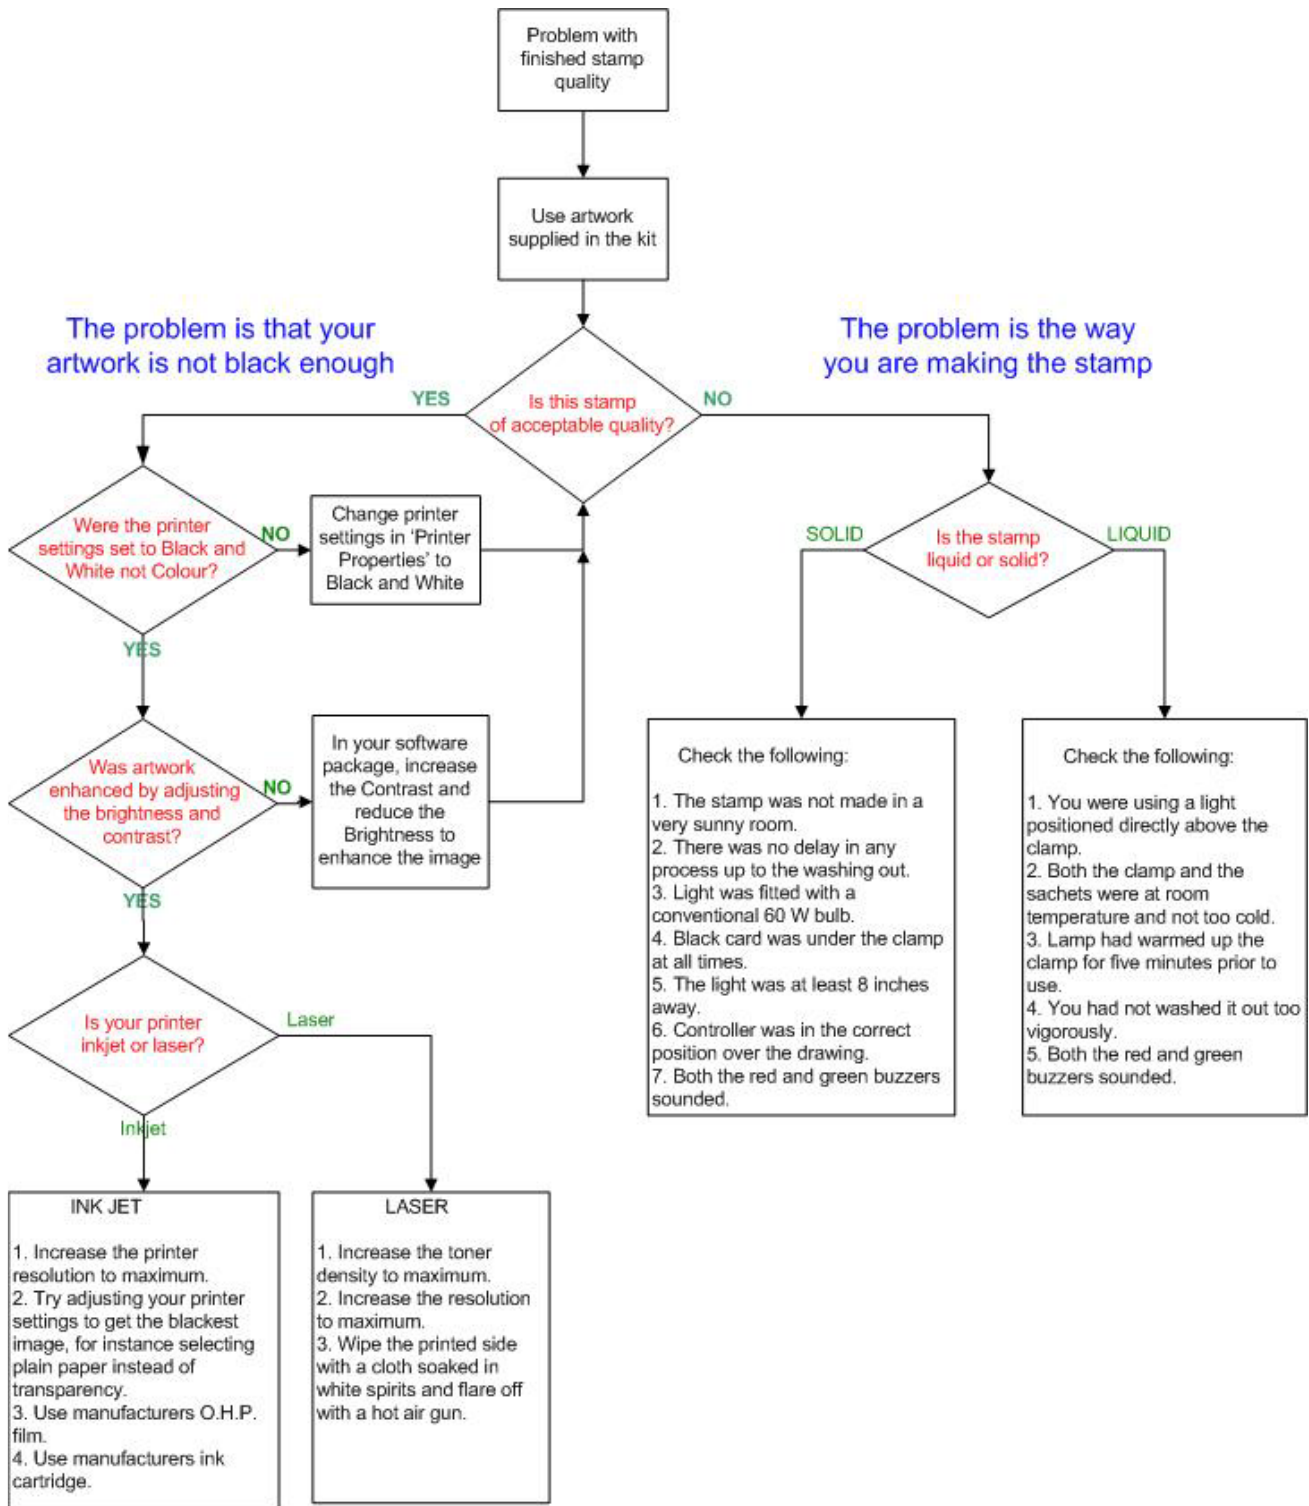 Problem with
finished stamp
quality
Use artwork
supplied in the kit
The problem is that your
artwork is not black enough
The problem is the way
you are making the stamp
YES
Is this stamp
of acceptable quality?
NO
Were the printer
settings set to Black and
White not Colour?
NO
Change printer
settings in ‘Printer
Properties’ to
Black and White
SOLID
Is the stamp
liquid or solid?
LIQUID
YES
Was artwork
enhanced by adjusting
the brightness and
contrast?
NO
In your software
package, increase
the Contrast and
reduce the
Brightness to
enhance the image
Check the following:
1. The stamp was not made in a
very sunny room.
2. There was no delay in any
process up to the washing out.
3. Light was fitted with a
conventional 60 W bulb.
4. Black card was under the clamp
at all times.
5. The light was at least 8 inches
away.
6. Controller was in the correct
position over the drawing.
7. Both the red and green buzzers
sounded.
Check the following:
1. You were using a light
positioned directly above the
clamp.
2. Both the clamp and the
sachets were at room
temperature and not too cold.
3. Lamp had warmed up the
clamp for five minutes prior to
use.
4. You had not washed it out too
vigorously.
5. Both the red and green
buzzers sounded.
YES
Is your printer
inkjet or laser?
Laser
Inkjet
INK JET
1. Increase the printer
resolution to maximum.
2. Try adjusting your printer
settings to get the blackest
image, for instance selecting
plain paper instead of
transparency.
3. Use manufacturers O.H.P.
film.
4. Use manufacturers ink
cartridge.
LASER
1. Increase the toner
density to maximum.
2. Increase the resolution
to maximum.
3. Wipe the printed side
with a cloth soaked in
white spirits and flare off
with a hot air gun.